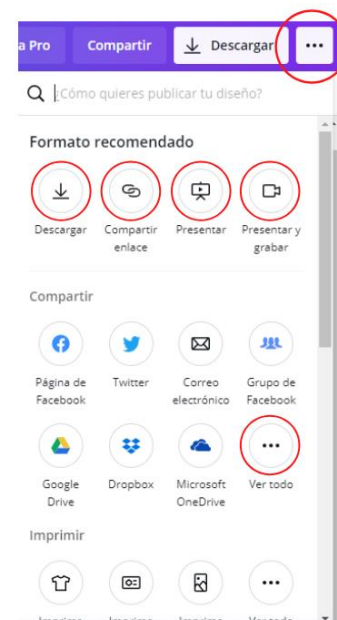 a Pro Compartir Descargar
¿Cómo quieres publicar tu diseño?
Formato recomendado
Descargar Compartir enlace Presentar Presentar y grabar
Compartir
Página de Facebook Twitter Correo electrónico Grupo de Facebook
Google Drive Dropbox Microsoft OneDrive Ver todo
Imprimir